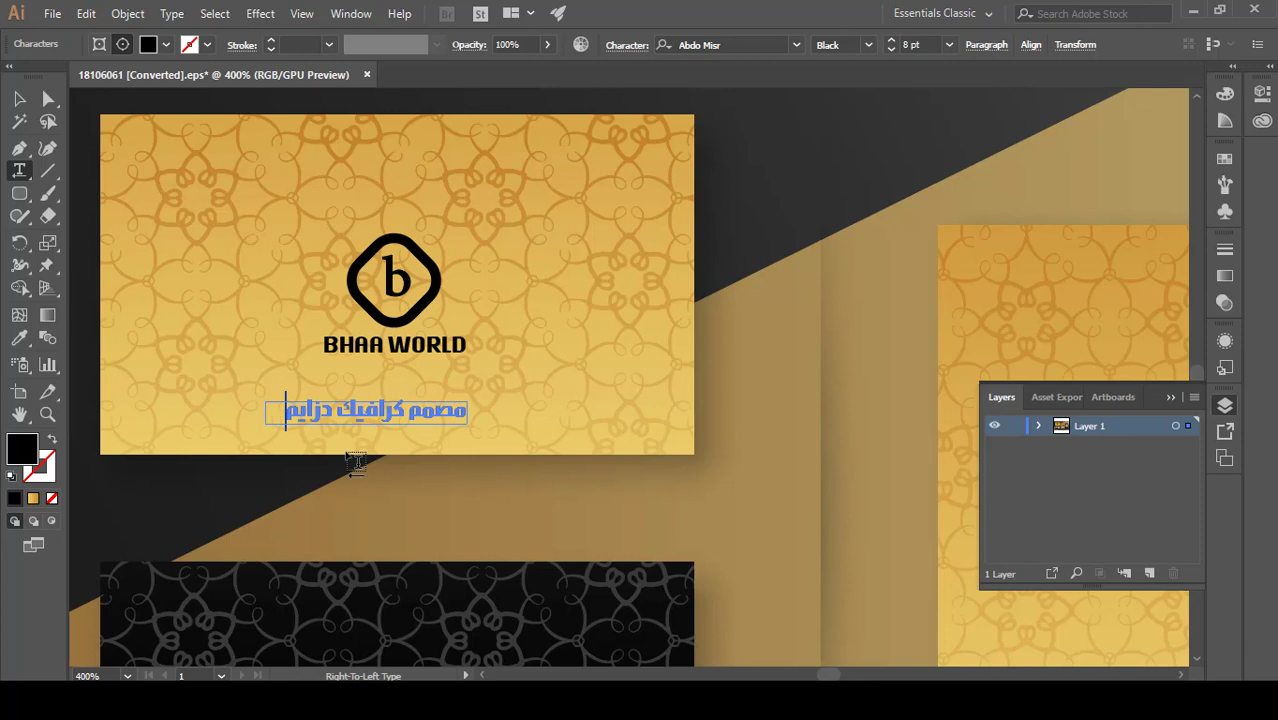 Ai File Edit Object Type Select Effect View Window Help Br St Essentials Classic Search Adobe Stock
Characters Stroke: Opacity: 100% Character: Abdo Misr Black 8 pt Paragraph Align Transform
18106061 [Converted].eps* @ 400% (RGB/GPU Preview)
b
BHAA WORLD
مصمم كرافيك دزايم
Layers Asset Expor Artboards
Layer 1
1 Layer
400% 1 Right-To-Left Type